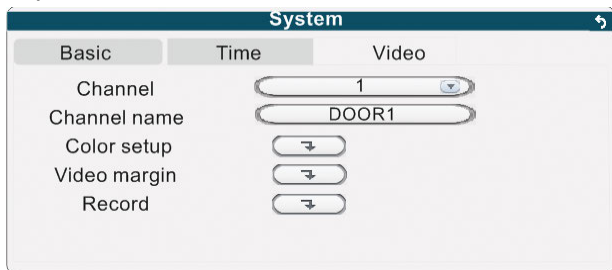 System
Basic Time Video
Channel 1
Channel name DOOR1
Color setup
Video margin
Record